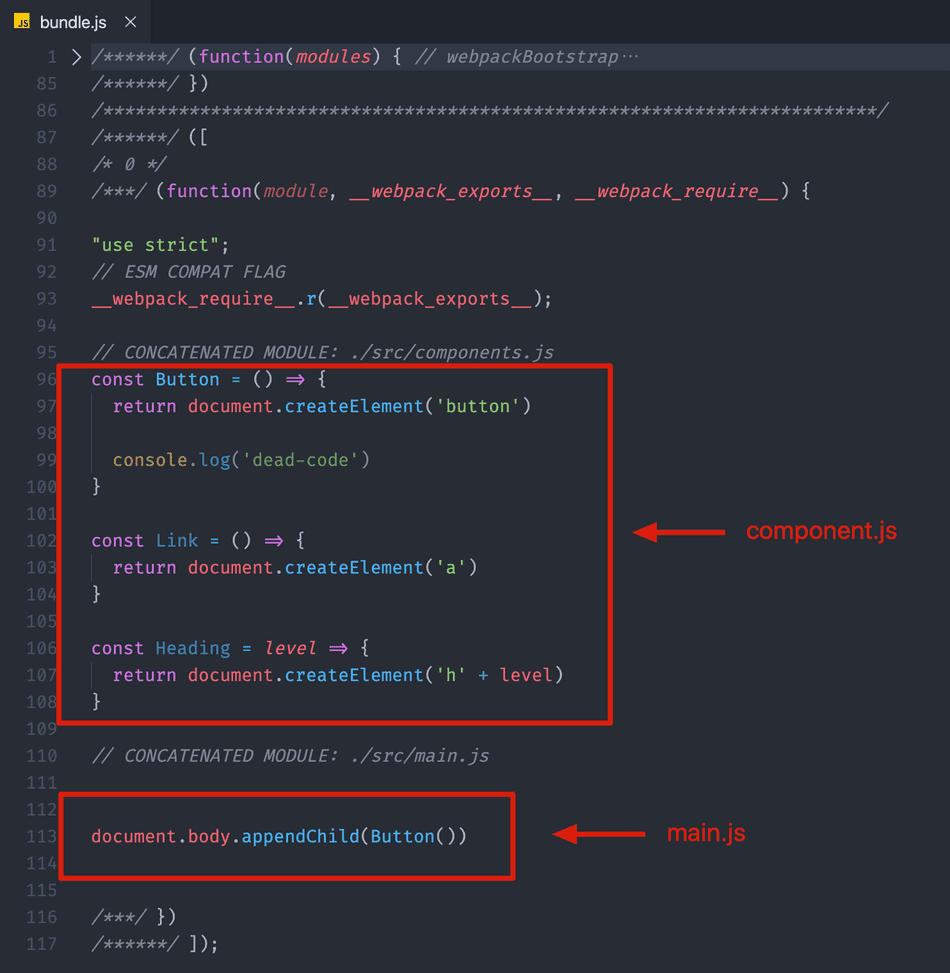 JS bundle.js ×
1 > /******/ (function(modules) { // webpackBootstrap…
85 /******/ })
86 /************************************************************************/
87 /******/ ([
88 /* 0 */
89 /***/ (function(module, __webpack_exports__, __webpack_require__) {
90
91 "use strict";
92 // ESM COMPAT FLAG
93 __webpack_require__.r(__webpack_exports__);
94
95 // CONCATENATED MODULE: ./src/components.js
96 const Button = () => {
97 return document.createElement('button')
98
99 console.log('dead-code')
100 }
101
102 const Link = () => {
103 return document.createElement('a')
104 }
105
106 const Heading = level => {
107 return document.createElement('h' + level)
108 }
109
110 // CONCATENATED MODULE: ./src/main.js
111
112
113 document.body.appendChild(Button())
114
115
116 /***/ })
117 /******/ ]);
component.js
main.js